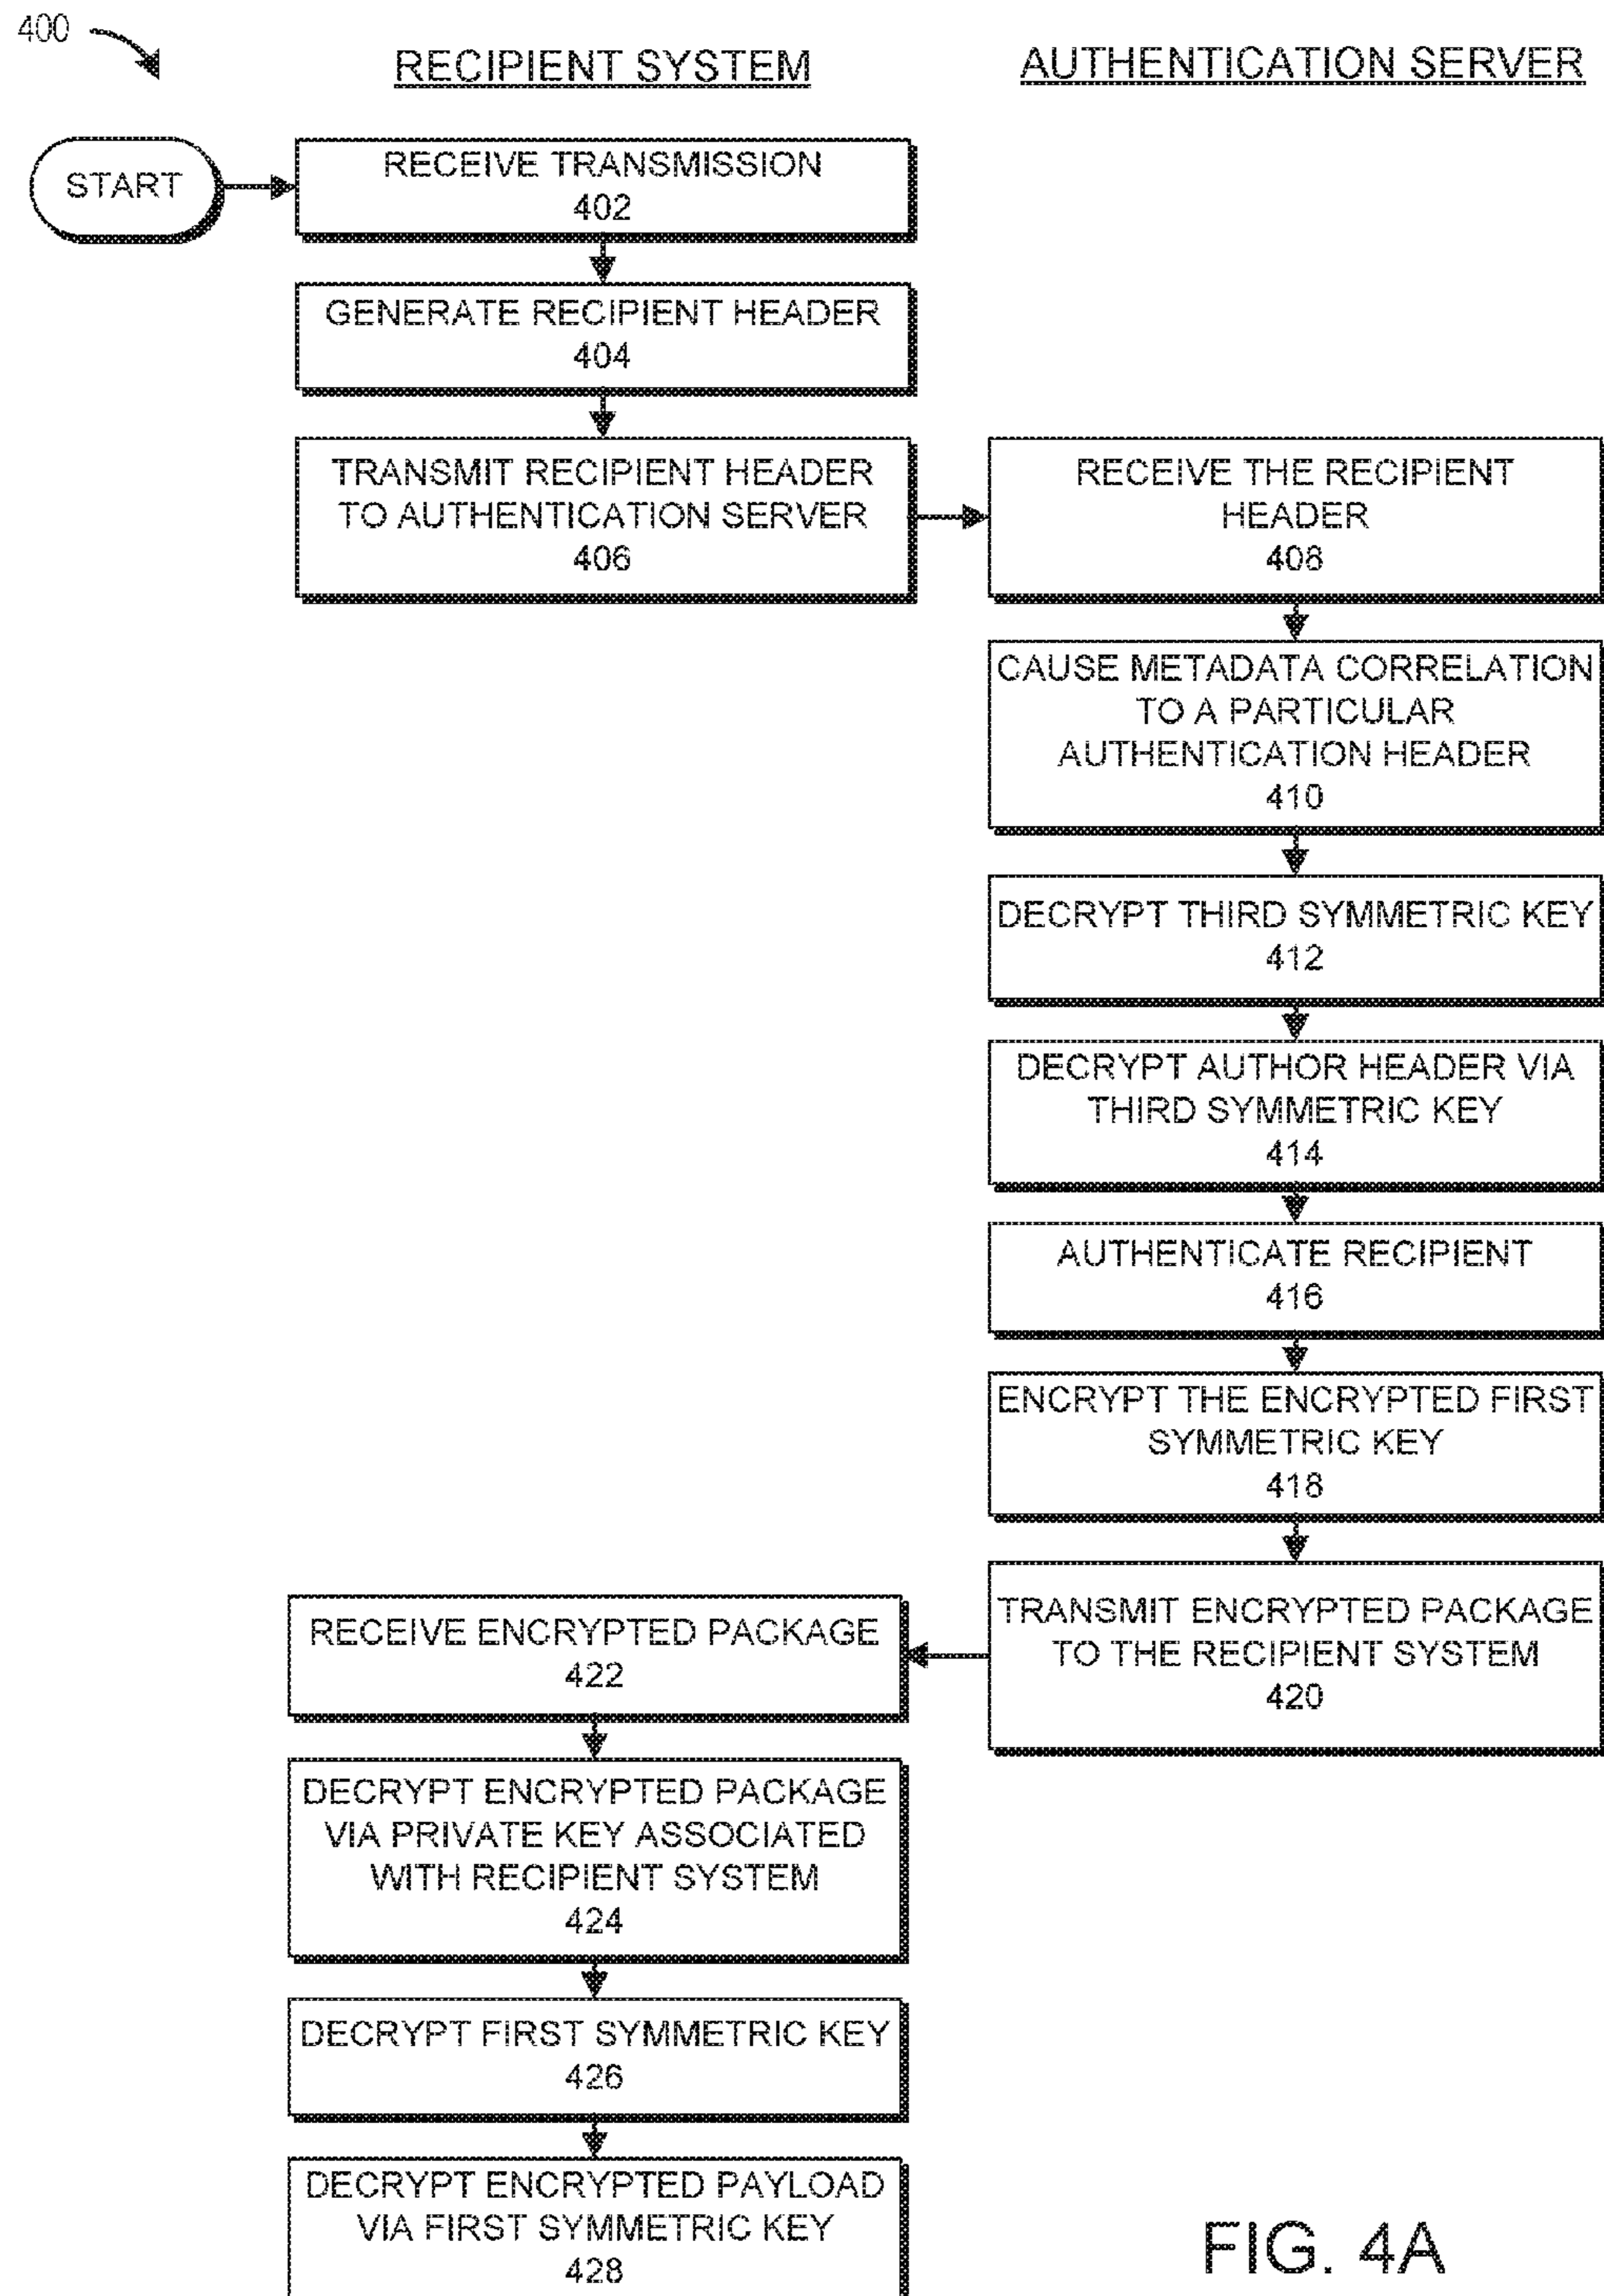 400
RECIPIENT SYSTEM
AUTHENTICATION SERVER
START
RECEIVE TRANSMISSION
402
GENERATE RECIPIENT HEADER
404
TRANSMIT RECIPIENT HEADER
TO AUTHENTICATION SERVER
406
RECEIVE THE RECIPIENT
HEADER
408
CAUSE METADATA CORRELATION
TO A PARTICULAR
AUTHENTICATION HEADER
410
DECRYPT THIRD SYMMETRIC KEY
412
DECRYPT AUTHOR HEADER VIA
THIRD SYMMETRIC KEY
414
AUTHENTICATE RECIPIENT
416
ENCRYPT THE ENCRYPTED FIRST
SYMMETRIC KEY
418
TRANSMIT ENCRYPTED PACKAGE
TO THE RECIPIENT SYSTEM
420
RECEIVE ENCRYPTED PACKAGE
422
DECRYPT ENCRYPTED PACKAGE
VIA PRIVATE KEY ASSOCIATED
WITH RECIPIENT SYSTEM
424
DECRYPT FIRST SYMMETRIC KEY
426
DECRYPT ENCRYPTED PAYLOAD
VIA FIRST SYMMETRIC KEY
428
FIG. 4A